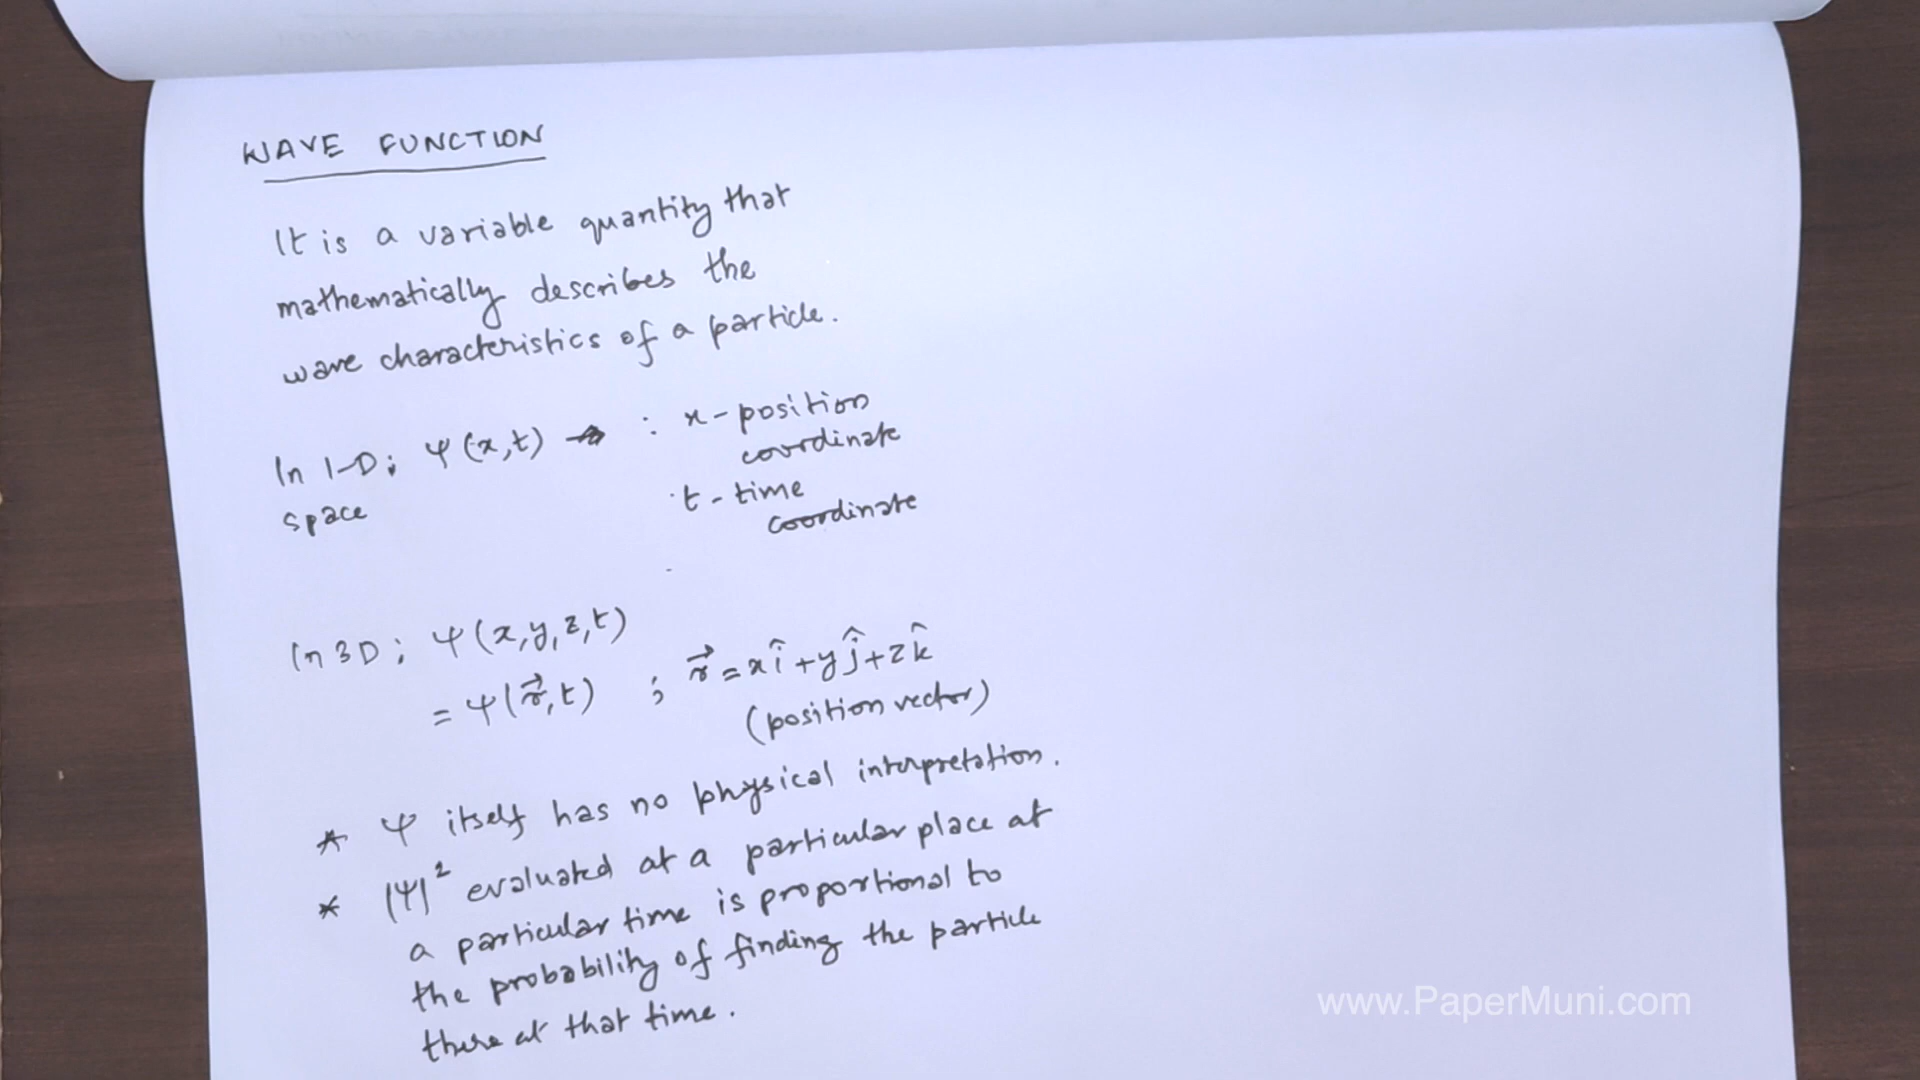 WAVE FUNCTION
It is a variable quantity that
mathematically describes the
wave characteristics of a particle.
In 1-D; ψ(x,t) → : x - position
coordinate
space
t - time
coordinate
In 3D; ψ(x,y,z,t)
= ψ(r⃗,t) ; r⃗ = xî + yĵ + zk̂
(position vector)
* ψ itself has no physical interpretation.
* |ψ|² evaluated at a particular place at
a particular time is proportional to
the probability of finding the particle
there at that time.
www.PaperMuni.com